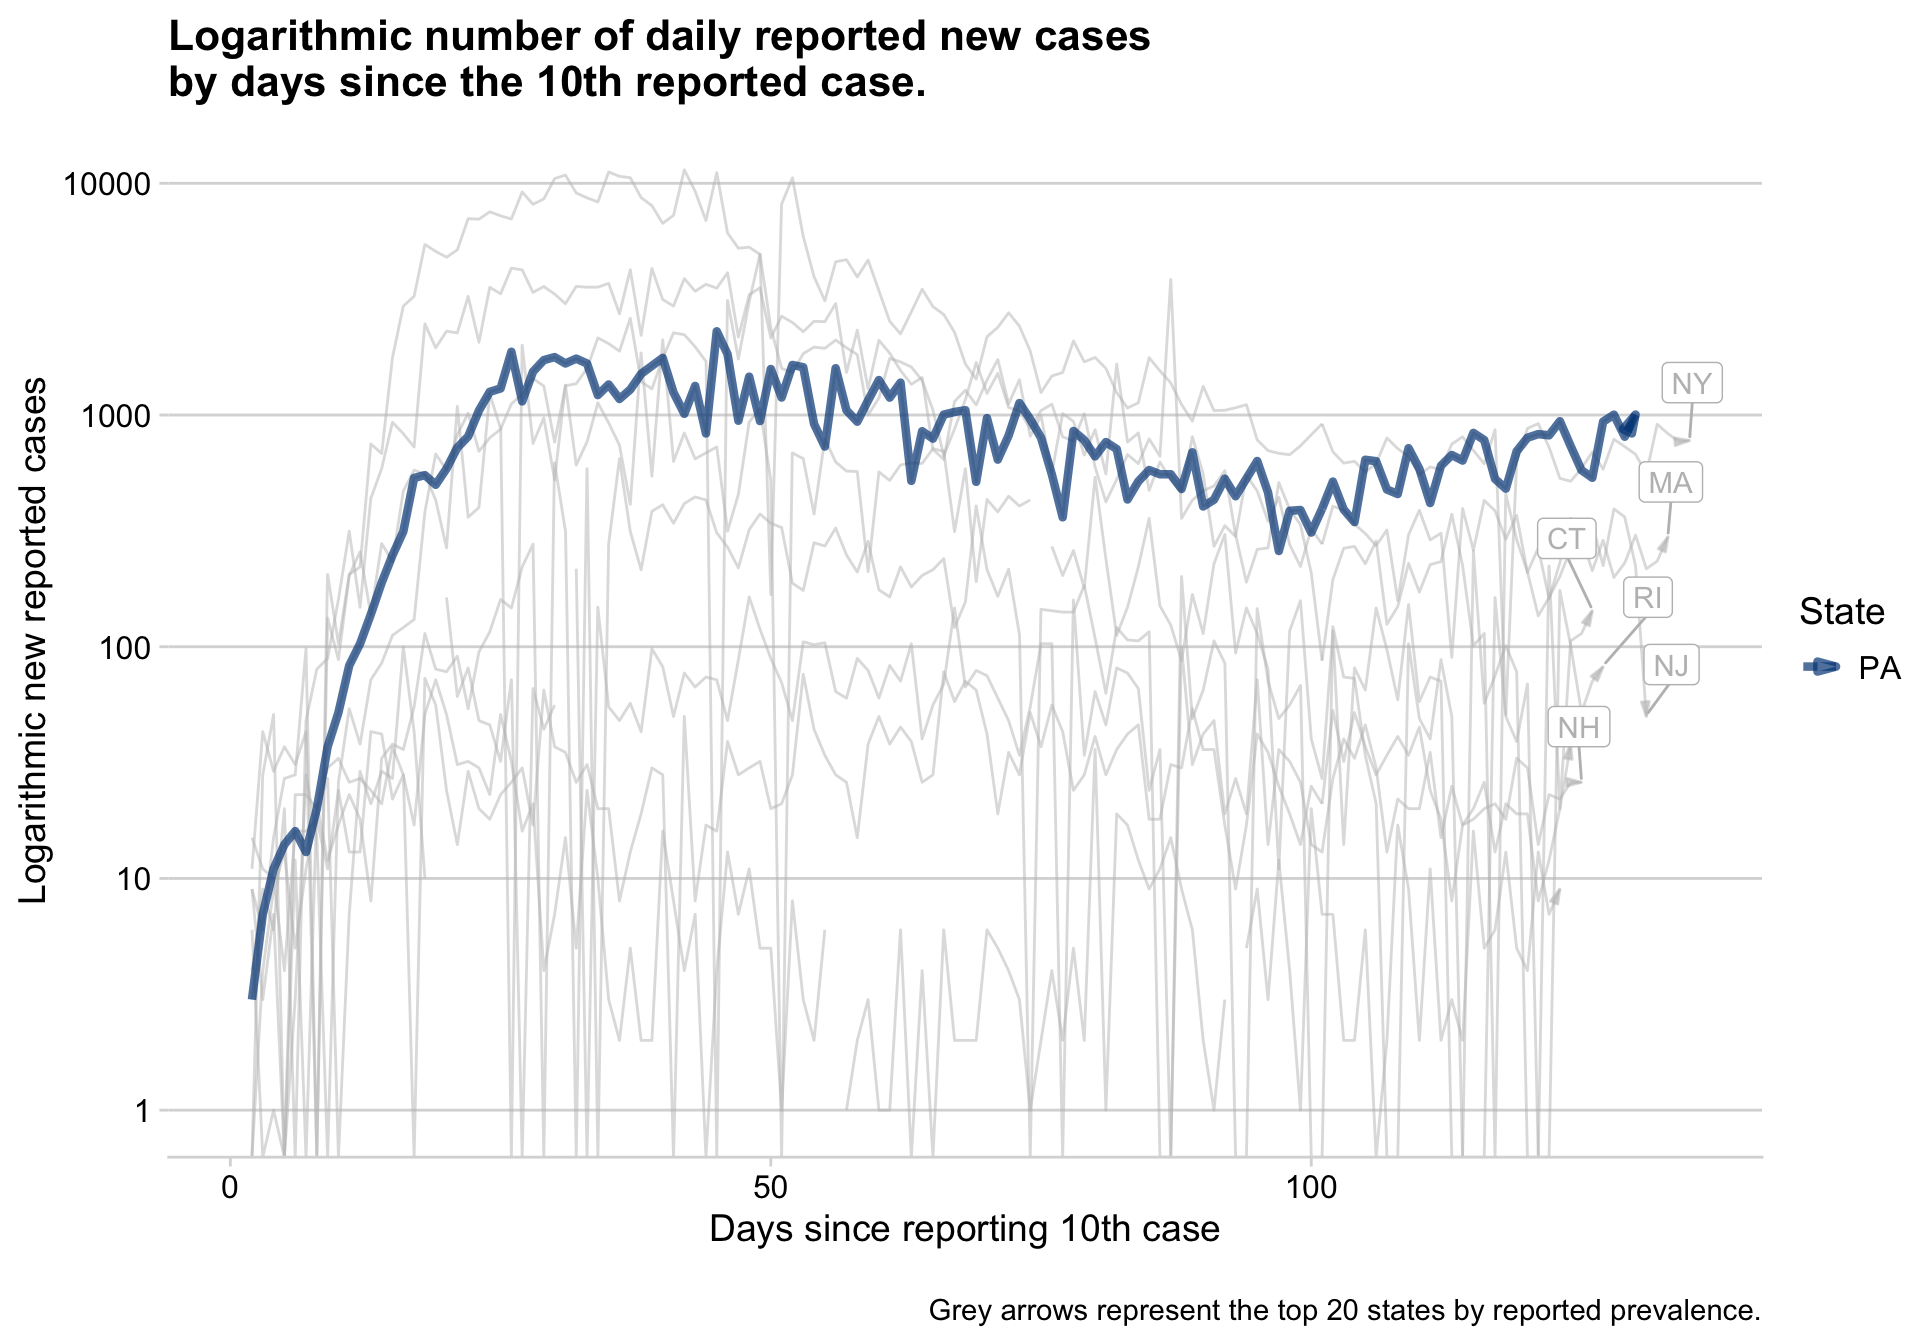 Logarithmic number of daily reported new cases
by days since the 10th reported case.
Logarithmic new reported cases
10000
1000
100
10
1
NY
MA
CT
RI
NJ
NH
State
PA
0
50
100
Days since reporting 10th case
Grey arrows represent the top 20 states by reported prevalence.